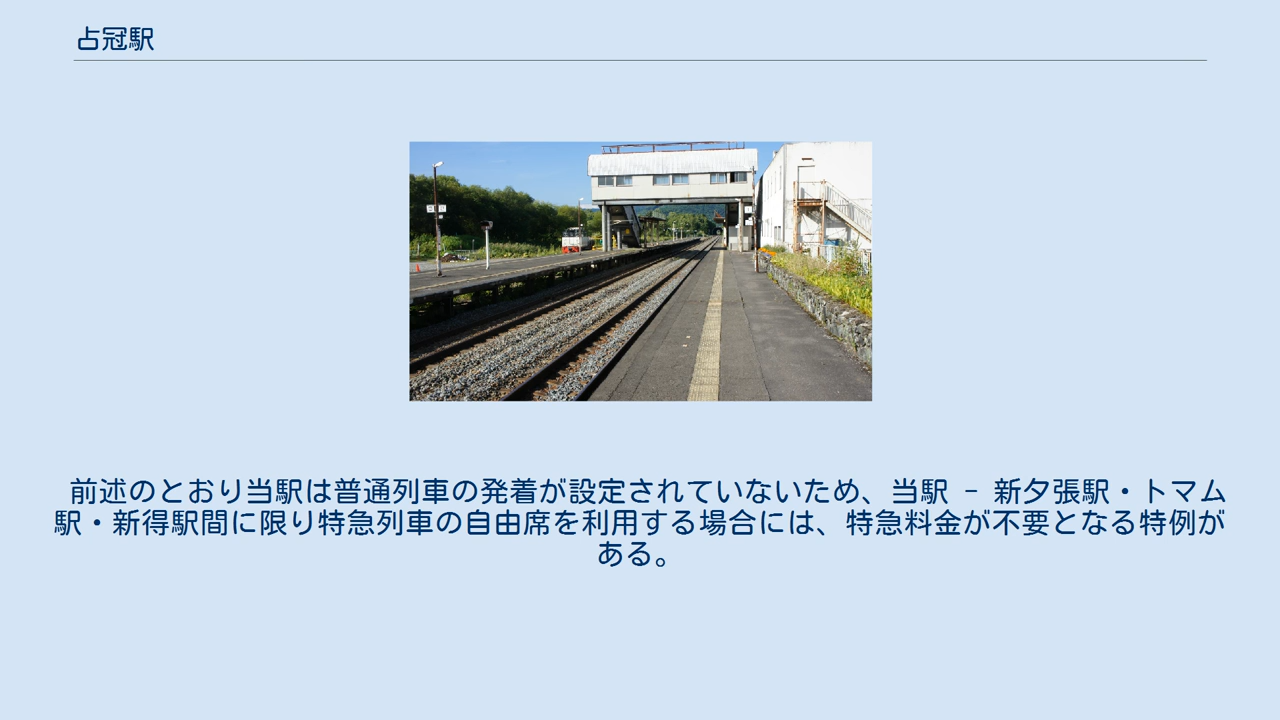 占冠駅
前述のとおり当駅は普通列車の発着が設定されていないため、当駅 － 新夕張駅・トマム
駅・新得駅間に限り特急列車の自由席を利用する場合には、特急料金が不要となる特例が
ある。